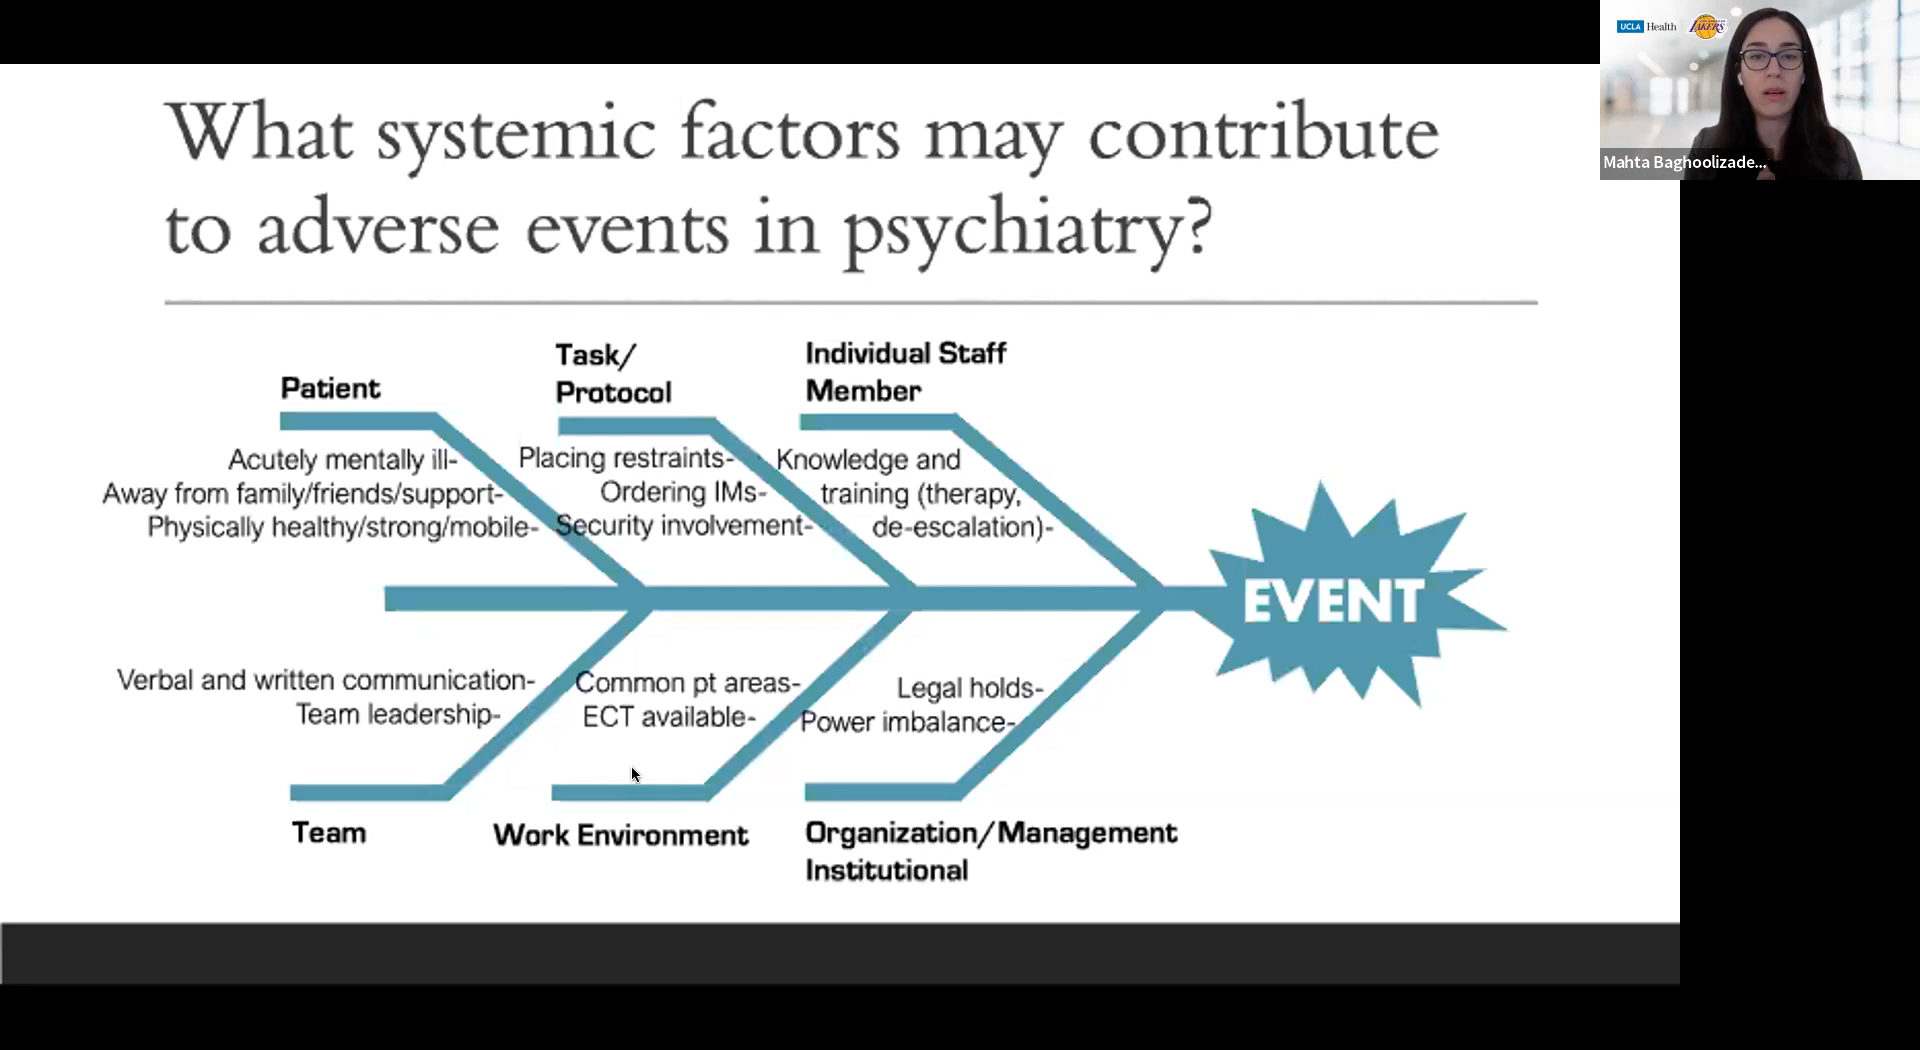 What systemic factors may contribute
to adverse events in psychiatry?
UCLA Health
LAKERS
Mahta Baghoolizade...
Patient
Acutely mentally ill-
Away from family/friends/support-
Physically healthy/strong/mobile-
Task/
Protocol
Placing restraints-
Ordering IMs-
Security involvement-
Individual Staff
Member
Knowledge and
training (therapy,
de-escalation)-
EVENT
Verbal and written communication-
Team leadership-
Team
Common pt areas-
ECT available-
Work Environment
Legal holds-
Power imbalance-
Organization/Management
Institutional